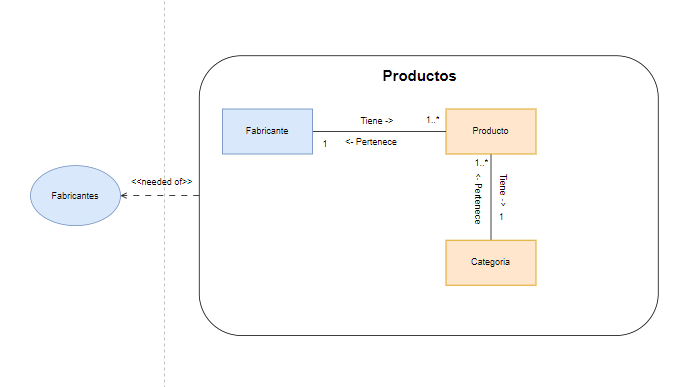 Productos
Fabricante
Tiene ->
1..*
1
<- Pertenece
Producto
1..*
<- Pertenece
Tiene ->
1
Categoria
<<needed of>>
Fabricantes